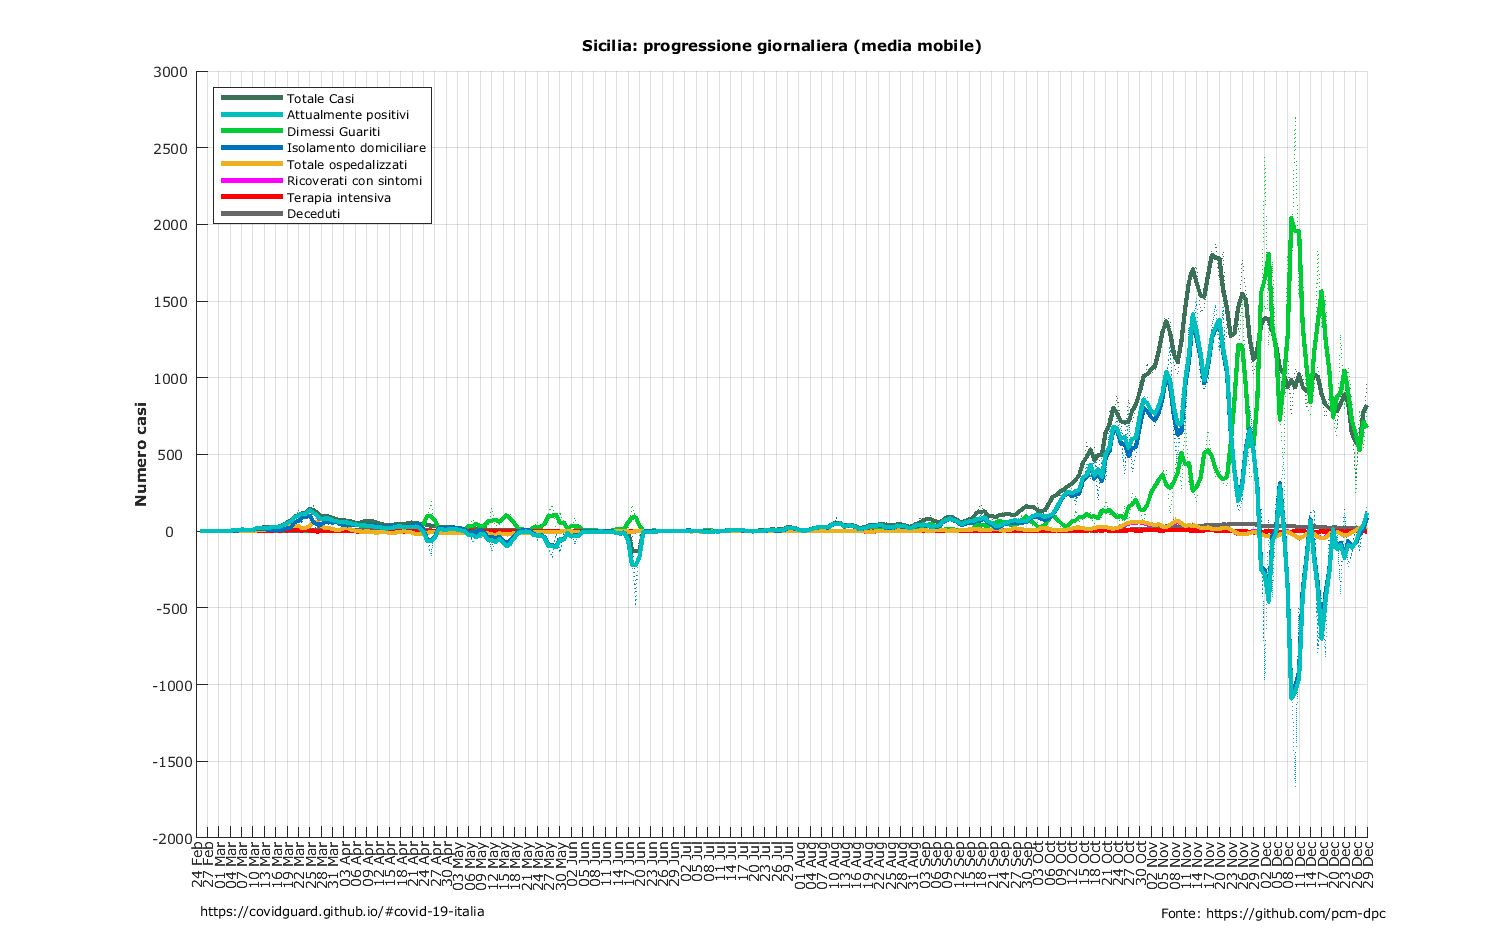 Sicilia: progressione giornaliera (media mobile)
3000
2500
2000
1500
1000
500
0
-500
-1000
-1500
-2000
Numero casi
Totale Casi
Attualmente positivi
Dimessi Guariti
Isolamento domiciliare
Totale ospedalizzati
Ricoverati con sintomi
Terapia intensiva
Deceduti
24 Feb
27 Feb
01 Mar
04 Mar
07 Mar
10 Mar
13 Mar
16 Mar
19 Mar
22 Mar
25 Mar
28 Mar
31 Mar
03 Apr
06 Apr
09 Apr
12 Apr
15 Apr
18 Apr
21 Apr
24 Apr
27 Apr
30 Apr
03 May
06 May
09 May
12 May
15 May
18 May
21 May
24 May
27 May
30 May
02 Jun
05 Jun
08 Jun
11 Jun
14 Jun
17 Jun
20 Jun
23 Jun
26 Jun
29 Jun
02 Jul
05 Jul
08 Jul
11 Jul
14 Jul
17 Jul
20 Jul
23 Jul
26 Jul
29 Jul
01 Aug
04 Aug
07 Aug
10 Aug
13 Aug
16 Aug
19 Aug
22 Aug
25 Aug
28 Aug
31 Aug
03 Sep
06 Sep
09 Sep
12 Sep
15 Sep
18 Sep
21 Sep
24 Sep
27 Sep
30 Sep
03 Oct
06 Oct
09 Oct
12 Oct
15 Oct
18 Oct
21 Oct
24 Oct
27 Oct
30 Oct
02 Nov
05 Nov
08 Nov
11 Nov
14 Nov
17 Nov
20 Nov
23 Nov
26 Nov
29 Nov
02 Dec
05 Dec
08 Dec
11 Dec
14 Dec
17 Dec
20 Dec
23 Dec
26 Dec
29 Dec
https://covidguard.github.io/#covid-19-italia
Fonte: https://github.com/pcm-dpc